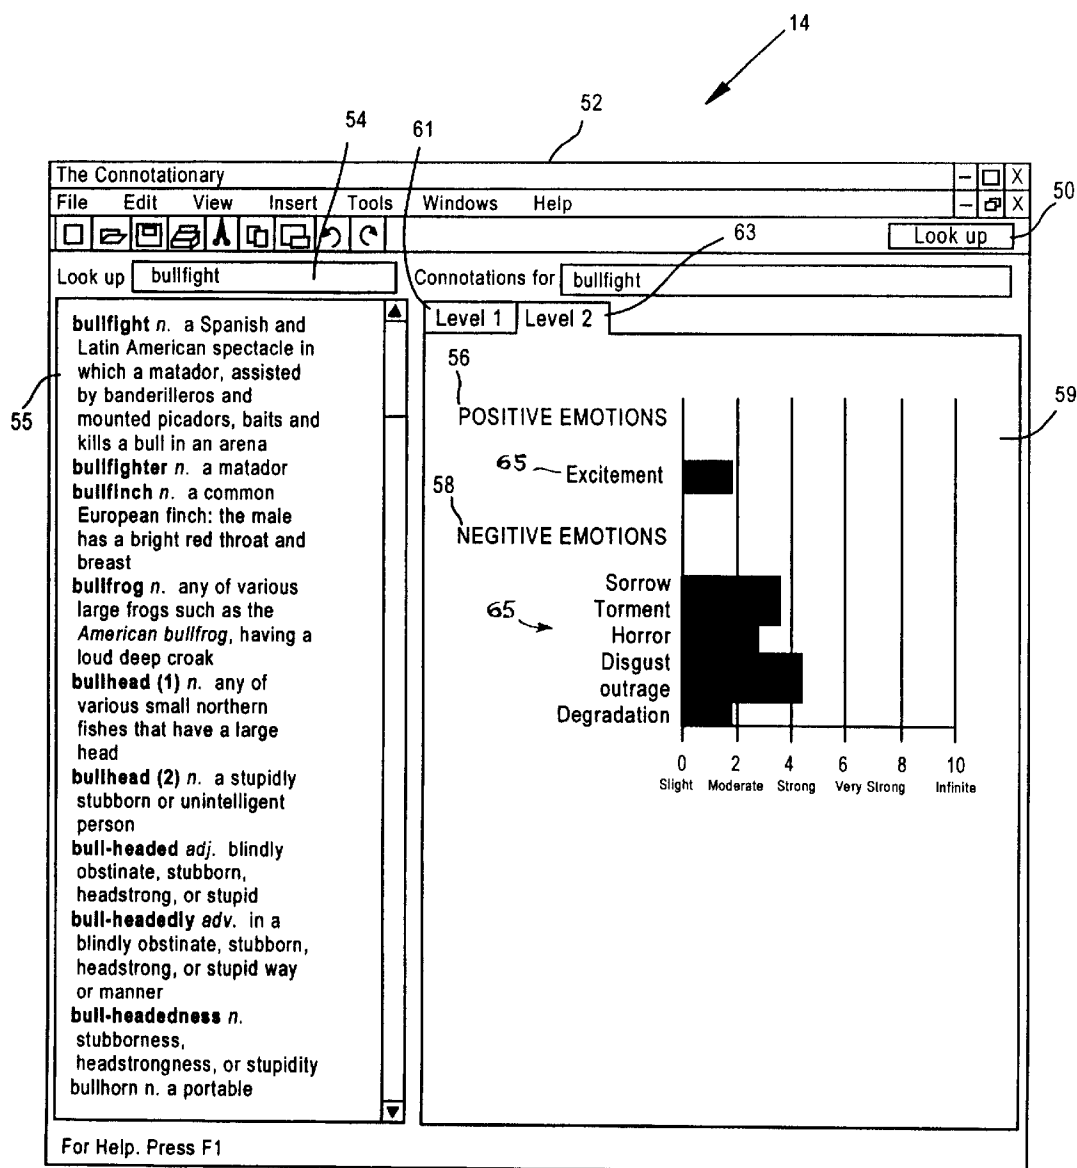 14
52
54
61
The Connotationary
- X
File Edit View Insert Tools Windows Help
- X
50
Look up
63
Look up bullfight
Connotations for bullfight
Level 1 Level 2
bullfight n. a Spanish and
Latin American spectacle in
which a matador, assisted
by banderilleros and
mounted picadors, baits and
kills a bull in an arena
bullfighter n. a matador
bullfinch n. a common
European finch: the male
has a bright red throat and
breast
bullfrog n. any of various
large frogs such as the
American bullfrog, having a
loud deep croak
bullhead (1) n. any of
various small northern
fishes that have a large
head
bullhead (2) n. a stupidly
stubborn or unintelligent
person
bull-headed adj. blindly
obstinate, stubborn,
headstrong, or stupid
bull-headedly adv. in a
blindly obstinate, stubborn,
headstrong, or stupid way
or manner
bull-headedness n.
stubborness,
headstrongness, or stupidity
bullhorn n. a portable
55
56
59
POSITIVE EMOTIONS
65 Excitement
58
NEGITIVE EMOTIONS
Sorrow
Torment
65
Horror
Disgust
outrage
Degradation
0 2 4 6 8 10
Slight Moderate Strong Very Strong Infinite
For Help. Press F1